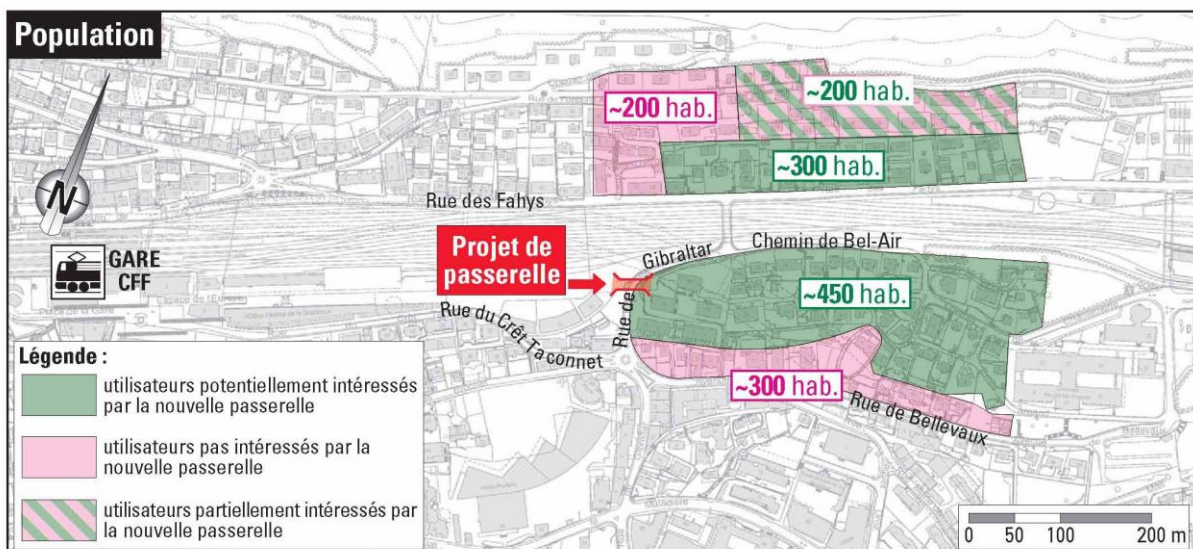 Population
~200 hab.
~200 hab.
~300 hab.
Rue des Fahys
N
GARE
CFF
Projet de
passerelle
Gibraltar
Chemin de Bel-Air
~450 hab.
Rue de
Rue du Crêt Taconnet
~300 hab.
Rue de Bellevaux
Légende :
utilisateurs potentiellement intéressés
par la nouvelle passerelle
utilisateurs pas intéressés par la
nouvelle passerelle
utilisateurs partiellement intéressés par
la nouvelle passerelle
0 50 100 200 m